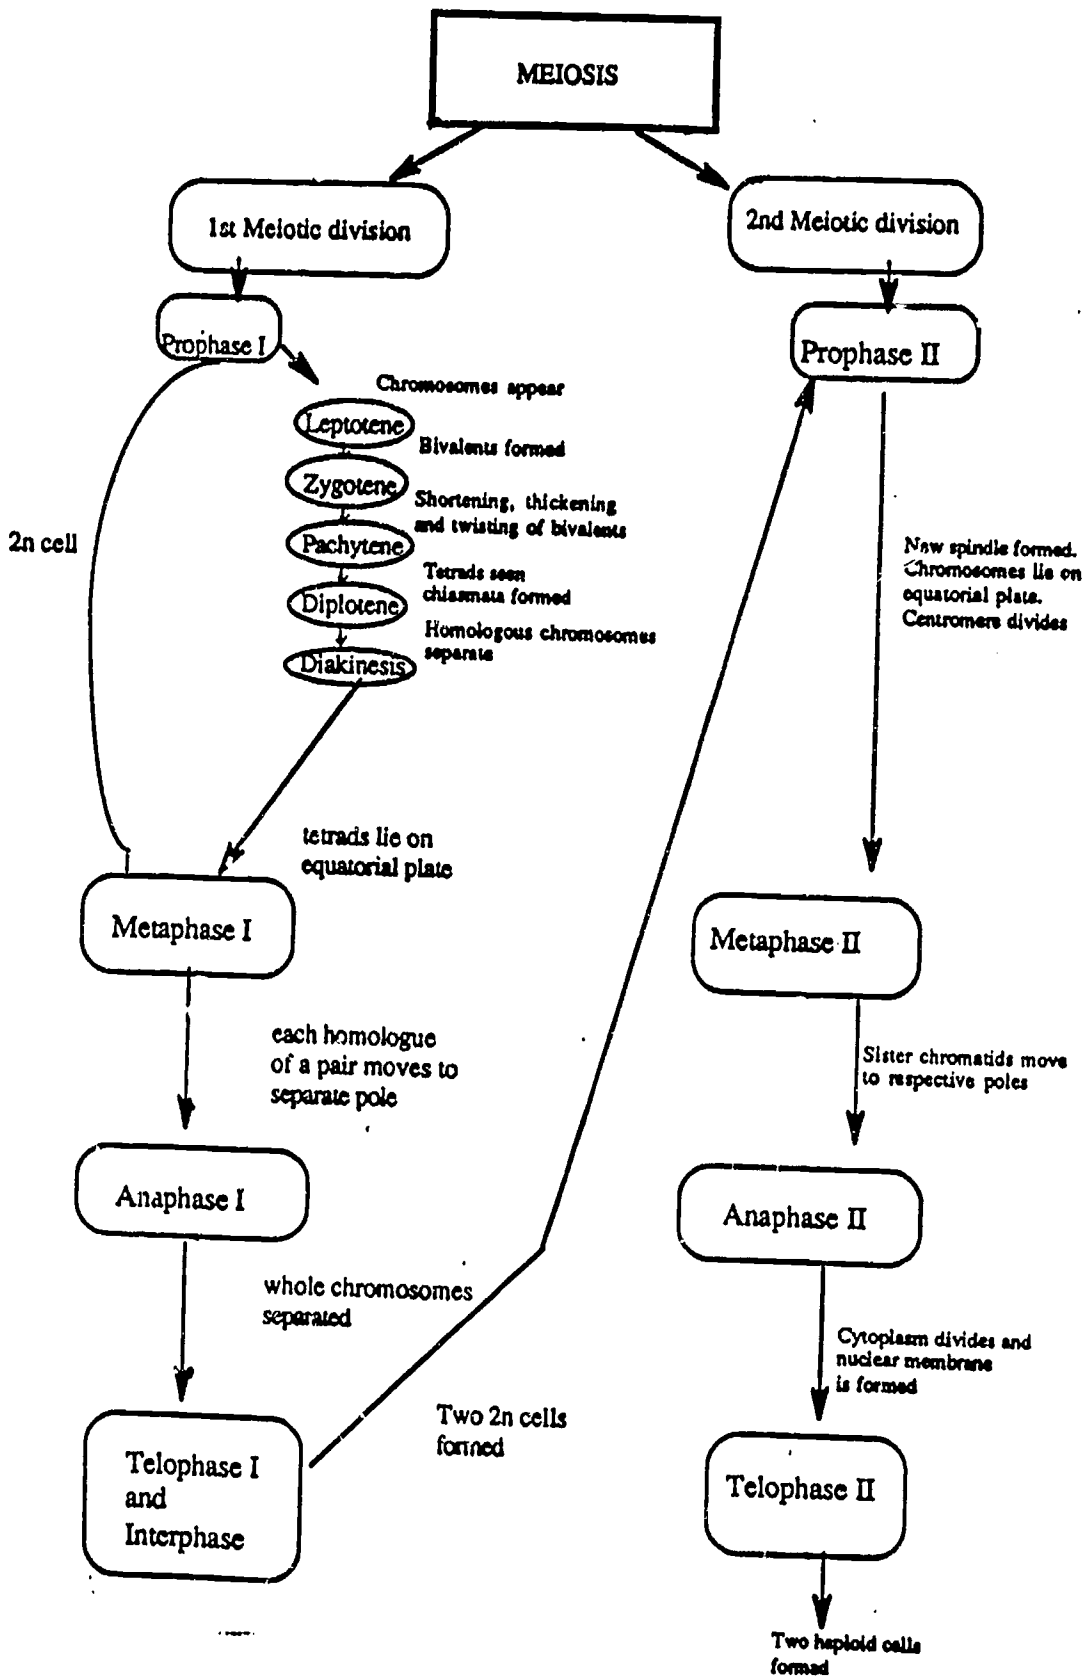 MEIOSIS
1st Meiotic division
2nd Meiotic division
Prophase I
Prophase II
Chromosomes appear
Leptotene
Bivalents formed
Zygotene
Shortening, thickening
and twisting of bivalents
Pachytene
Tetrads seen
chiasmata formed
Diplotene
Homologous chromosomes
separate
Diakinesis
2n cell
New spindle formed.
Chromosomes lie on
equatorial plate.
Centromere divides
tetrads lie on
equatorial plate
Metaphase I
Metaphase II
each homologue
of a pair moves to
separate pole
Sister chromatids move
to respective poles
Anaphase I
Anaphase II
whole chromosomes
separated
Cytoplasm divides and
nuclear membrane
is formed
Two 2n cells
formed
Telophase I
and
Interphase
Telophase II
Two haploid cells
formed